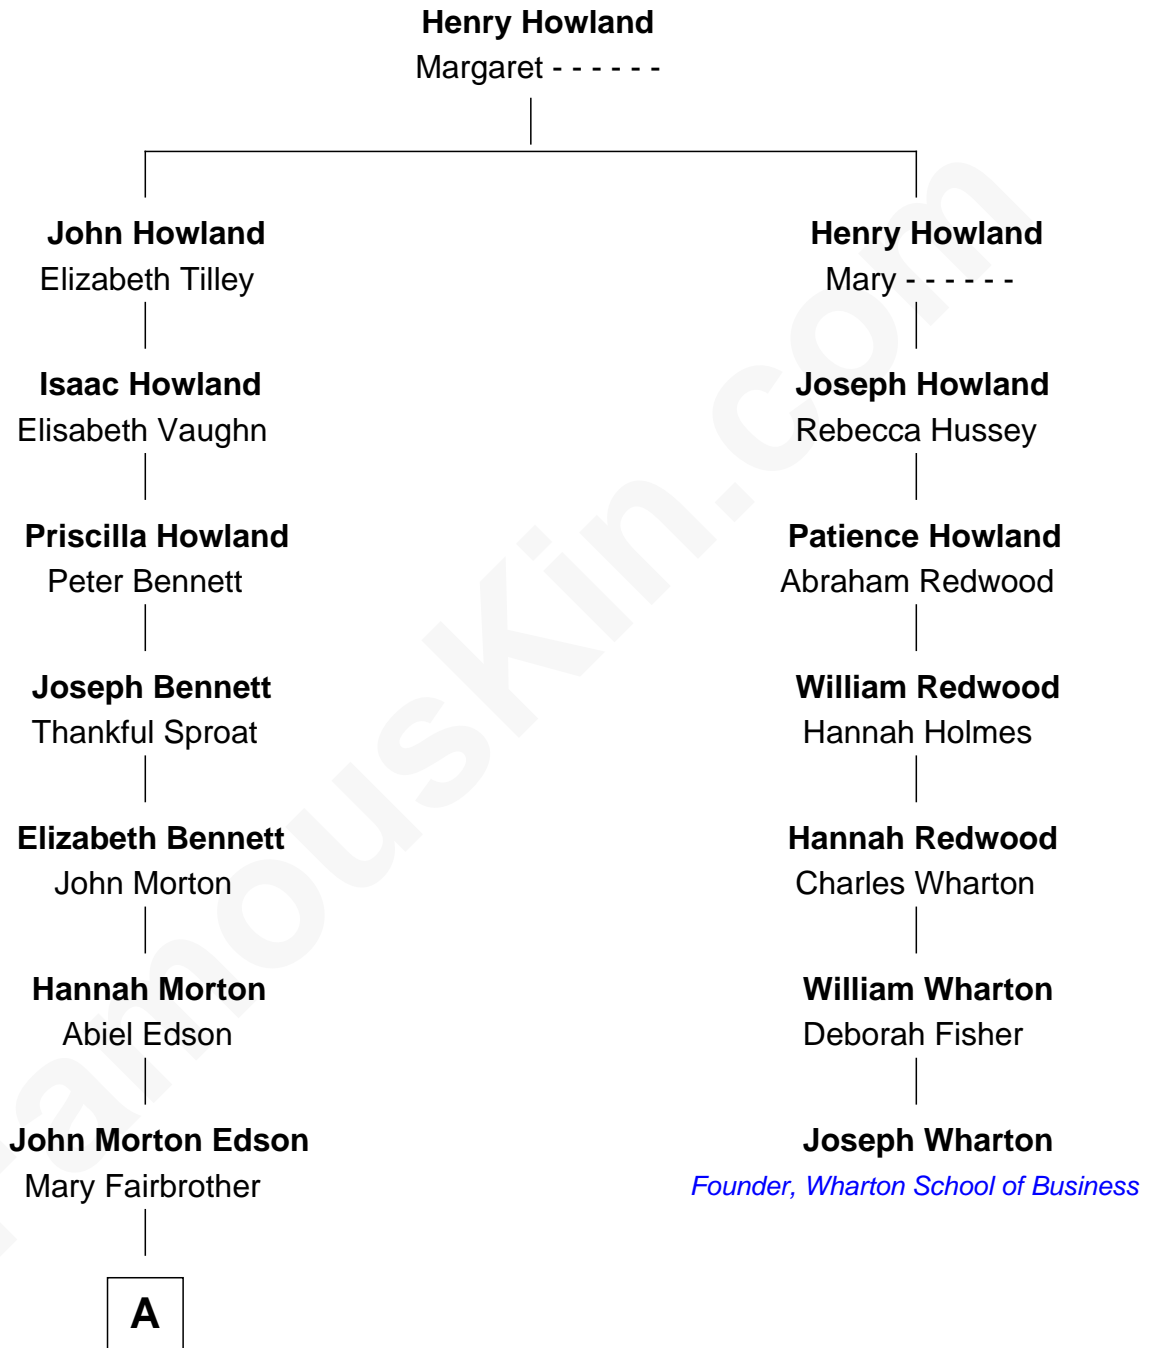 Henry Howland
Margaret - - - - - -
John Howland
Elizabeth Tilley
Henry Howland
Mary - - - - - -
Isaac Howland
Elisabeth Vaughn
Joseph Howland
Rebecca Hussey
Priscilla Howland
Peter Bennett
Patience Howland
Abraham Redwood
Joseph Bennett
Thankful Sproat
William Redwood
Hannah Holmes
Elizabeth Bennett
John Morton
Hannah Redwood
Charles Wharton
Hannah Morton
Abiel Edson
William Wharton
Deborah Fisher
John Morton Edson
Mary Fairbrother
Joseph Wharton
Founder, Wharton School of Business
A
FamousKin.com